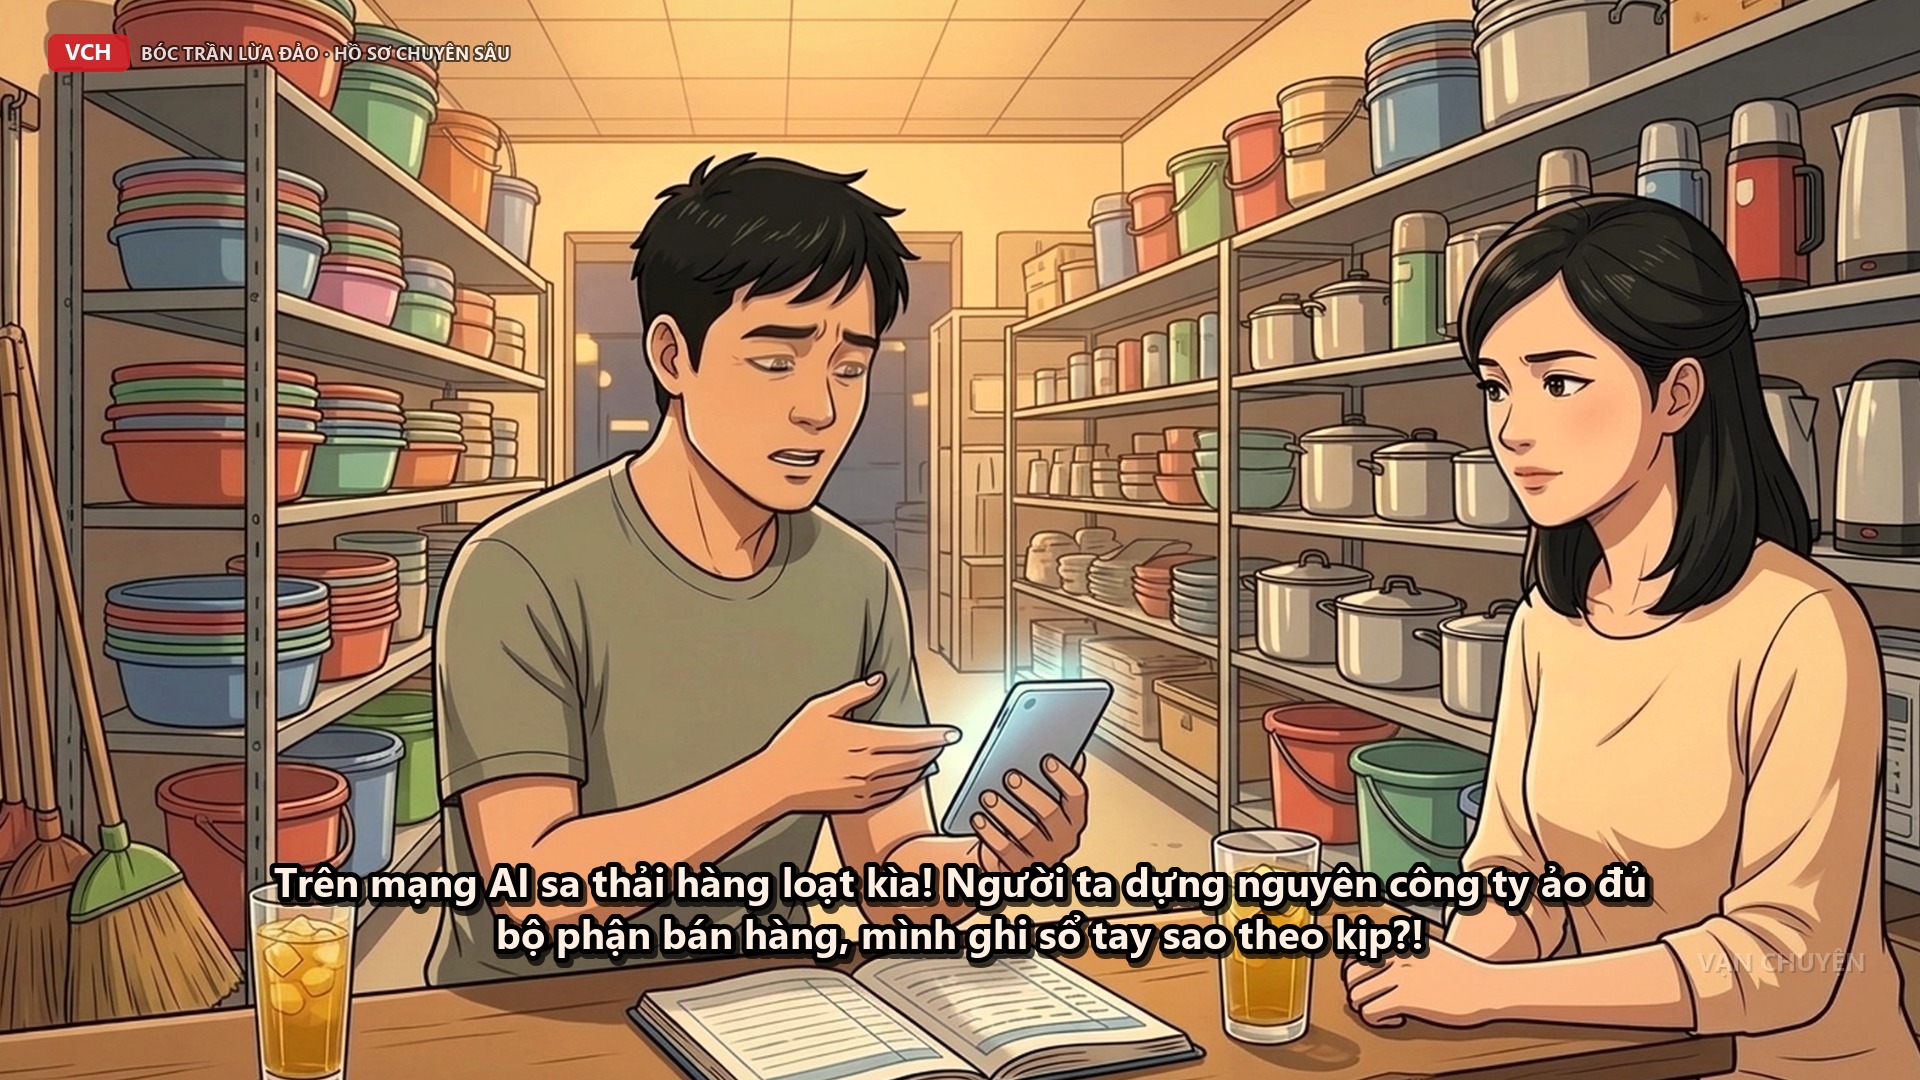 VCH BÓC TRẦN LỪA ĐẢO · HỒ SƠ CHUYÊN SÂU
Trên mạng AI sa thải hàng loạt kìa! Người ta dựng nguyên công ty ảo đủ
bộ phận bán hàng, mình ghi sổ tay sao theo kịp?!
VẠN CHUYỆN